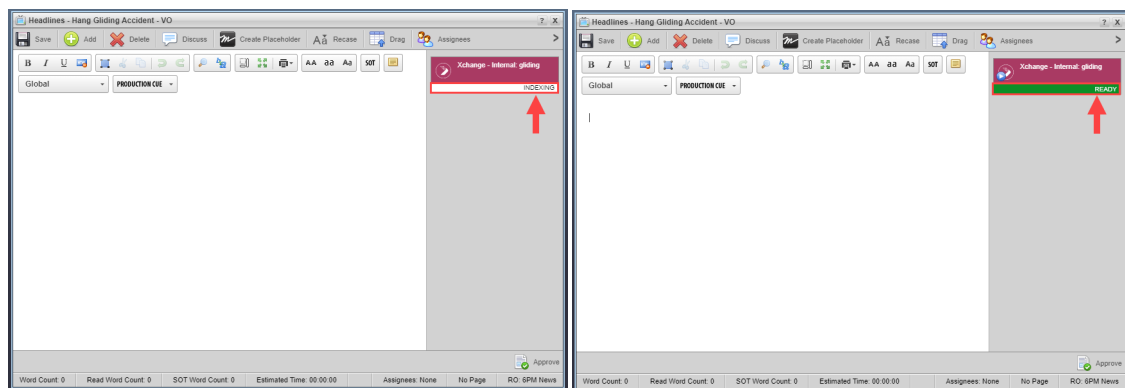 Headlines - Hang Gliding Accident - VO ? X
Save Add Delete Discuss Create Placeholder Recase Drag Assignees >
B I U AA aa Aa SOT
Global PRODUCTION CUE
Xchange - Internal: gliding
INDEXING
Approve
Word Count: 0 Read Word Count: 0 SOT Word Count: 0 Estimated Time: 00:00:00 Assignees: None No Page RO: 6PM News
Headlines - Hang Gliding Accident - VO ? X
Save Add Delete Discuss Create Placeholder Recase Drag Assignees >
B I U AA aa Aa SOT
Global PRODUCTION CUE
Xchange - Internal: gliding
READY
Approve
Word Count: 0 Read Word Count: 0 SOT Word Count: 0 Estimated Time: 00:00:00 Assignees: None No Page RO: 6PM News